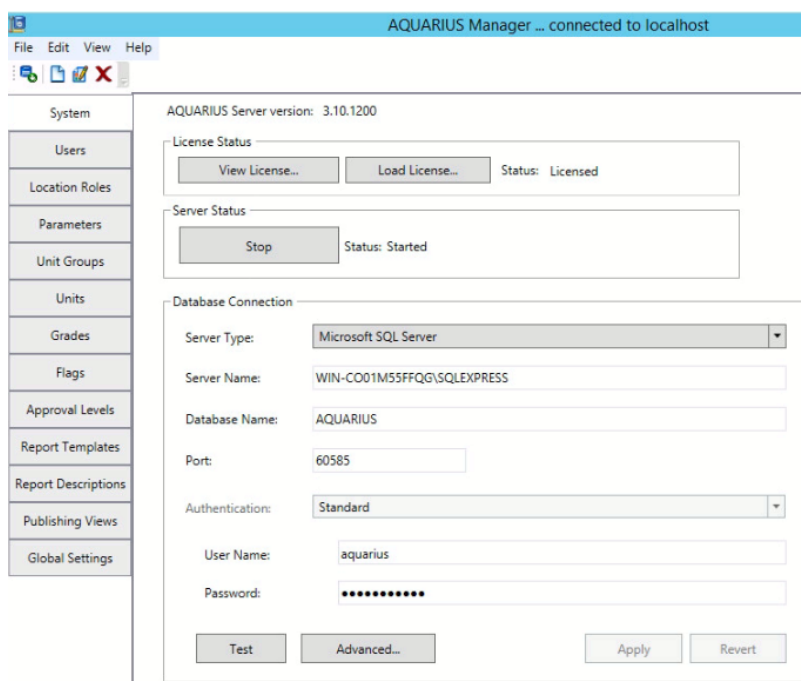 AQUARIUS Manager ... connected to localhost
File Edit View Help
System
Users
Location Roles
Parameters
Unit Groups
Units
Grades
Flags
Approval Levels
Report Templates
Report Descriptions
Publishing Views
Global Settings
AQUARIUS Server version: 3.10.1200
License Status
View License... Load License... Status: Licensed
Server Status
Stop Status: Started
Database Connection
Server Type: Microsoft SQL Server
Server Name: WIN-CO01M55FFQG\SQLEXPRESS
Database Name: AQUARIUS
Port: 60585
Authentication: Standard
User Name: aquarius
Password: ●●●●●●●●●●●
Test Advanced... Apply Revert